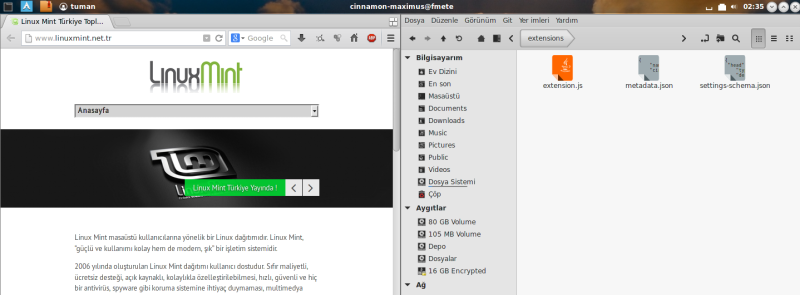 tuman
cinnamon-maximus@fmete
02:35
Linux Mint Türkiye Topl...
www.linuxmint.net.tr
Google
LinuxMint
Anasayfa
Linux Mint Türkiye Yayında !
Linux Mint masaüstü kullanıcılarına yönelik bir Linux dağıtımıdır. Linux Mint,
"güçlü ve kullanımı kolay hem de modern, şık" bir işletim sistemidir.
2006 yılında oluşturulan Linux Mint dağıtımı kullanıcı dostudur. Sıfır maliyetli,
ücretsiz desteği, açık kaynaklı, kolaylıkla özelleştirilebilmesi, hızlı, güvenli ve hiç
bir antivirüs, spyware gibi koruma sistemine ihtiyaç duymaması, multimedya
Dosya Düzenle Görünüm Git Yer imleri Yardım
extensions
Bilgisayarım
Ev Dizini
En son
Masaüstü
Documents
Downloads
Music
Pictures
Public
Videos
Dosya Sistemi
Çöp
Aygıtlar
80 GB Volume
105 MB Volume
Depo
Dosyalar
16 GB Encrypted
Ağ
extension.js
metadata.json
settings-schema.json